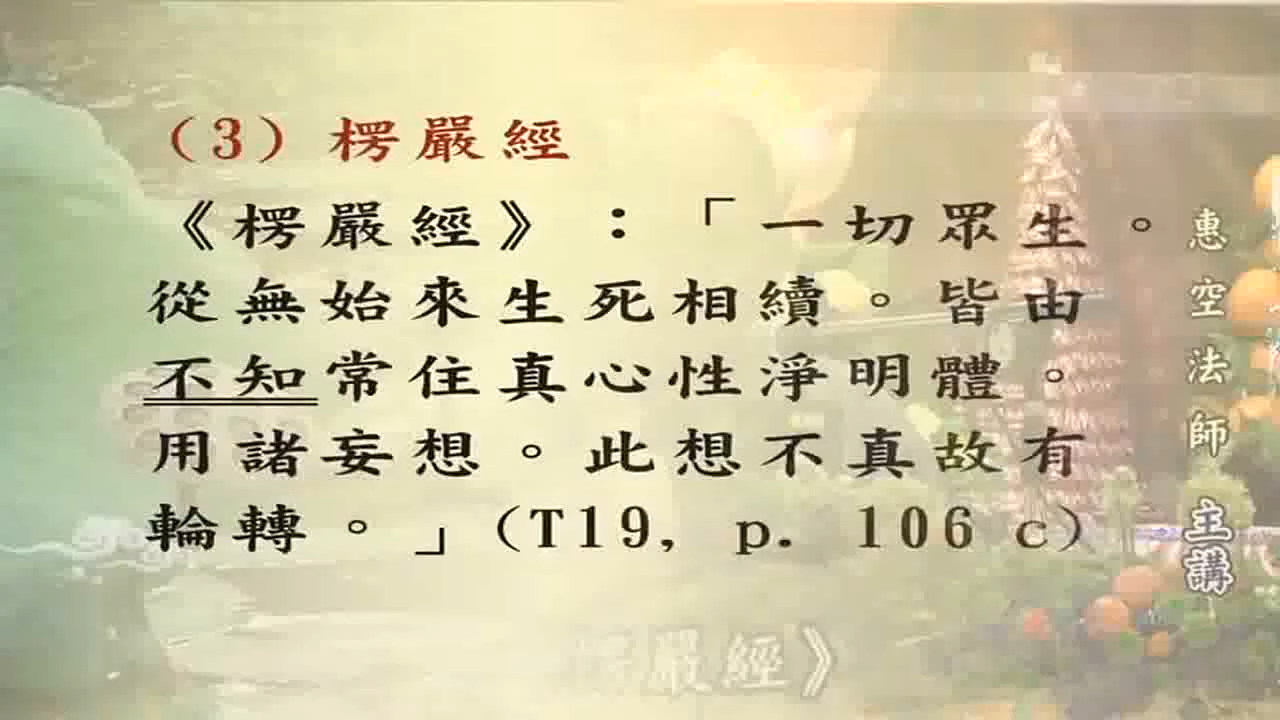 （3）楞嚴經
《楞嚴經》：「一切眾生。
從無始來生死相續。皆由
不知常住真心性淨明體。
用諸妄想。此想不真故有
輪轉。」（T19, p. 106 c）
惠空法師 主講
嚴經》